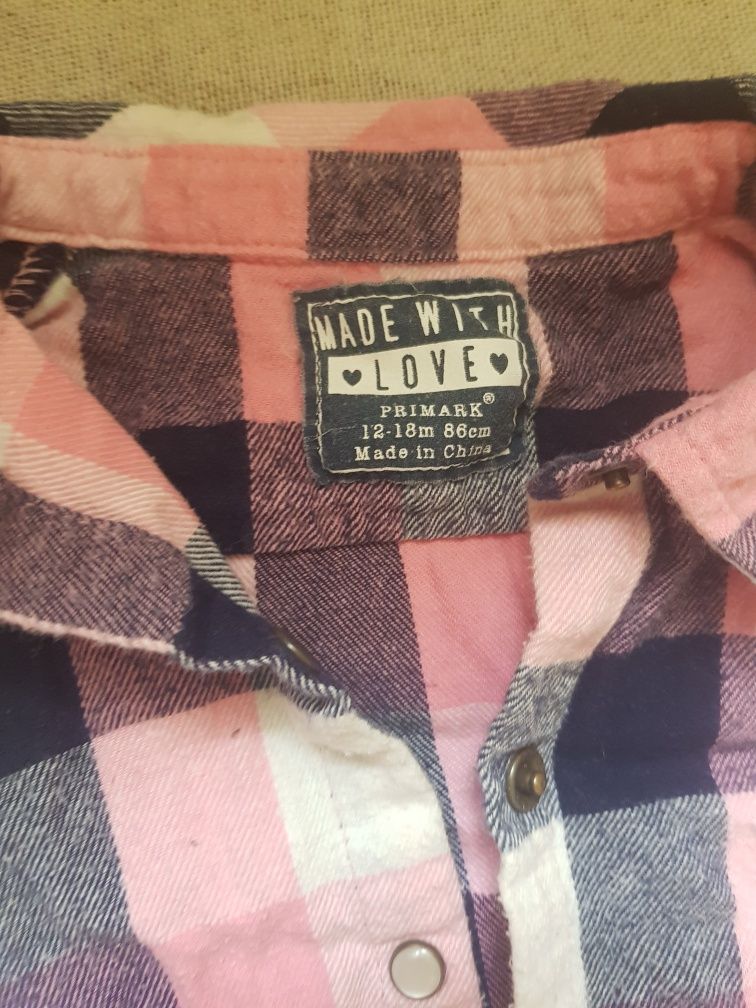 MADE WITH
♥ LOVE ♥
PRIMARK®
12-18m 86cm
Made in China